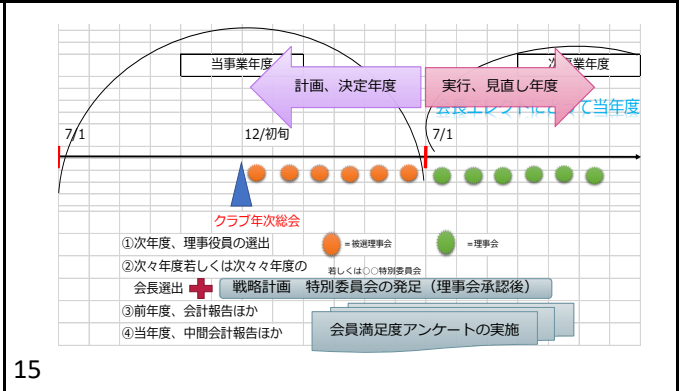 当事業年度
次事業年度
計画、決定年度
実行、見直し年度
会長エレクトにとって当年度
7/1
12/初旬
7/1
クラブ年次総会
①次年度、理事役員の選出
=被選理事会
=理事会
②次々年度若しくは次々々年度の
若しくは○○特別委員会
会長選出
戦略計画 特別委員会の発足（理事会承認後）
③前年度、会計報告ほか
④当年度、中間会計報告ほか
会員満足度アンケートの実施
15